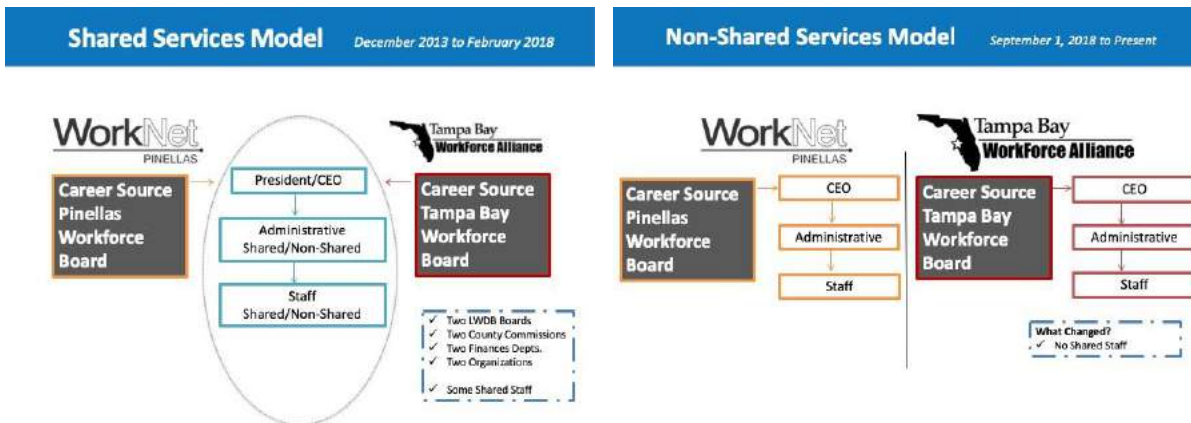 Shared Services Model December 2013 to February 2018
WorkNet
PINELLAS
Tampa Bay
WorkForce Alliance
Career Source
Pinellas
Workforce
Board
President/CEO
Administrative
Shared/Non-Shared
Staff
Shared/Non-Shared
Career Source
Tampa Bay
Workforce
Board
✓ Two LWDB Boards
✓ Two County Commissions
✓ Two Finances Depts.
✓ Two Organizations
✓ Some Shared Staff
Non-Shared Services Model September 1, 2018 to Present
WorkNet
PINELLAS
Tampa Bay
WorkForce Alliance
Career Source
Pinellas
Workforce
Board
CEO
Administrative
Staff
Career Source
Tampa Bay
Workforce
Board
CEO
Administrative
Staff
What Changed?
✓ No Shared Staff